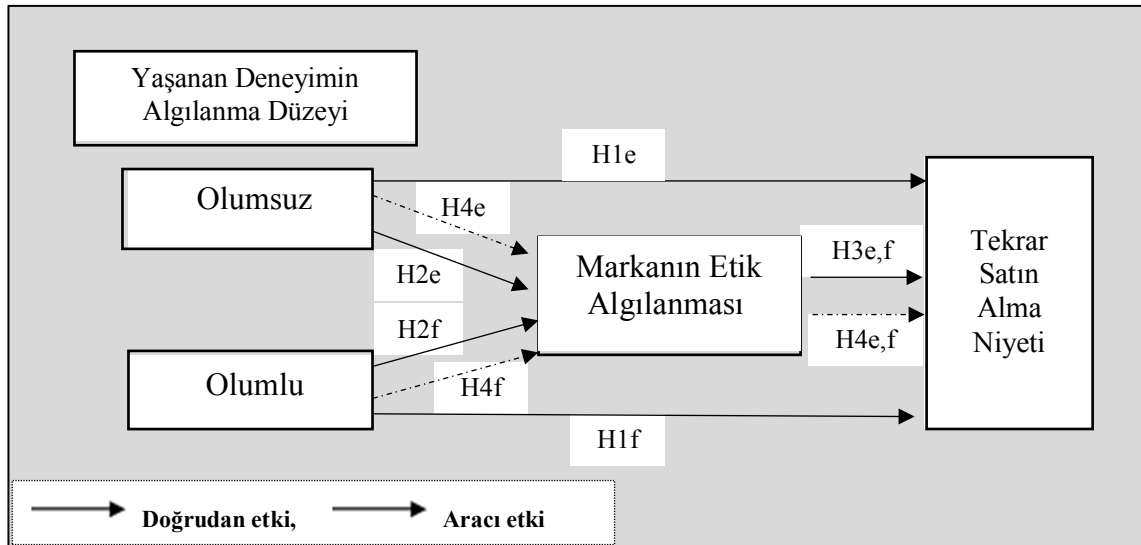 Yaşanan Deneyimin
Algılanma Düzeyi
H1e
Olumsuz
H4e
Tekrar
Satın
Alma
Niyeti
H3e,f
Markanın Etik
Algılanması
H2e
H2f
H4e,f
Olumlu
H4f
H1f
Doğrudan etki, Aracı etki